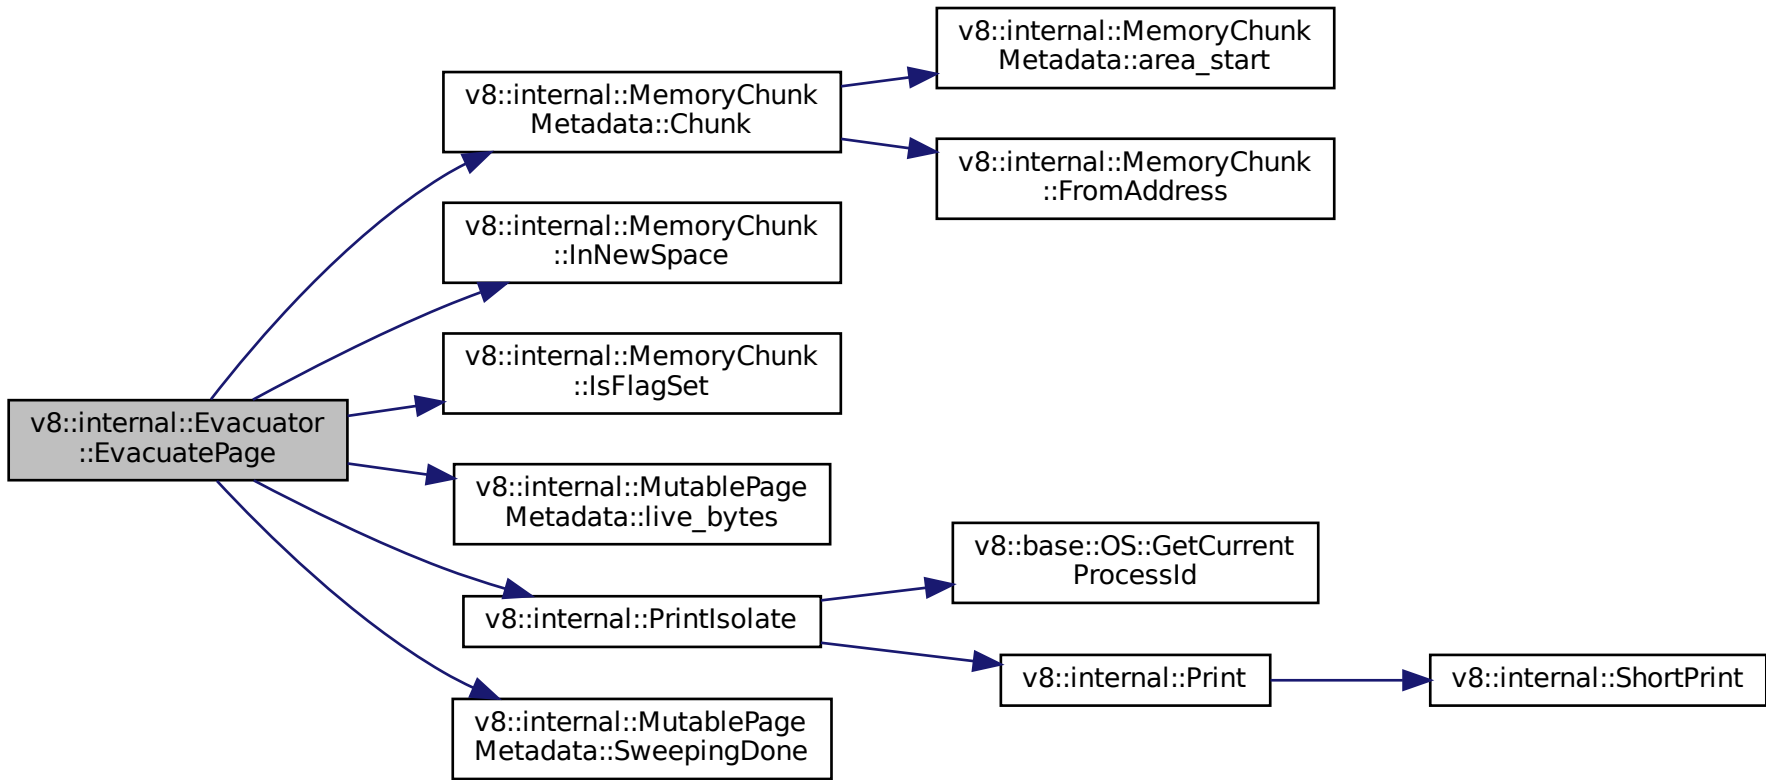 v8::internal::MemoryChunk
Metadata::area_start
v8::internal::MemoryChunk
Metadata::Chunk
v8::internal::MemoryChunk
::FromAddress
v8::internal::MemoryChunk
::InNewSpace
v8::internal::MemoryChunk
::IsFlagSet
v8::internal::Evacuator
::EvacuatePage
v8::internal::MutablePage
Metadata::live_bytes
v8::base::OS::GetCurrent
ProcessId
v8::internal::PrintIsolate
v8::internal::Print
v8::internal::ShortPrint
v8::internal::MutablePage
Metadata::SweepingDone